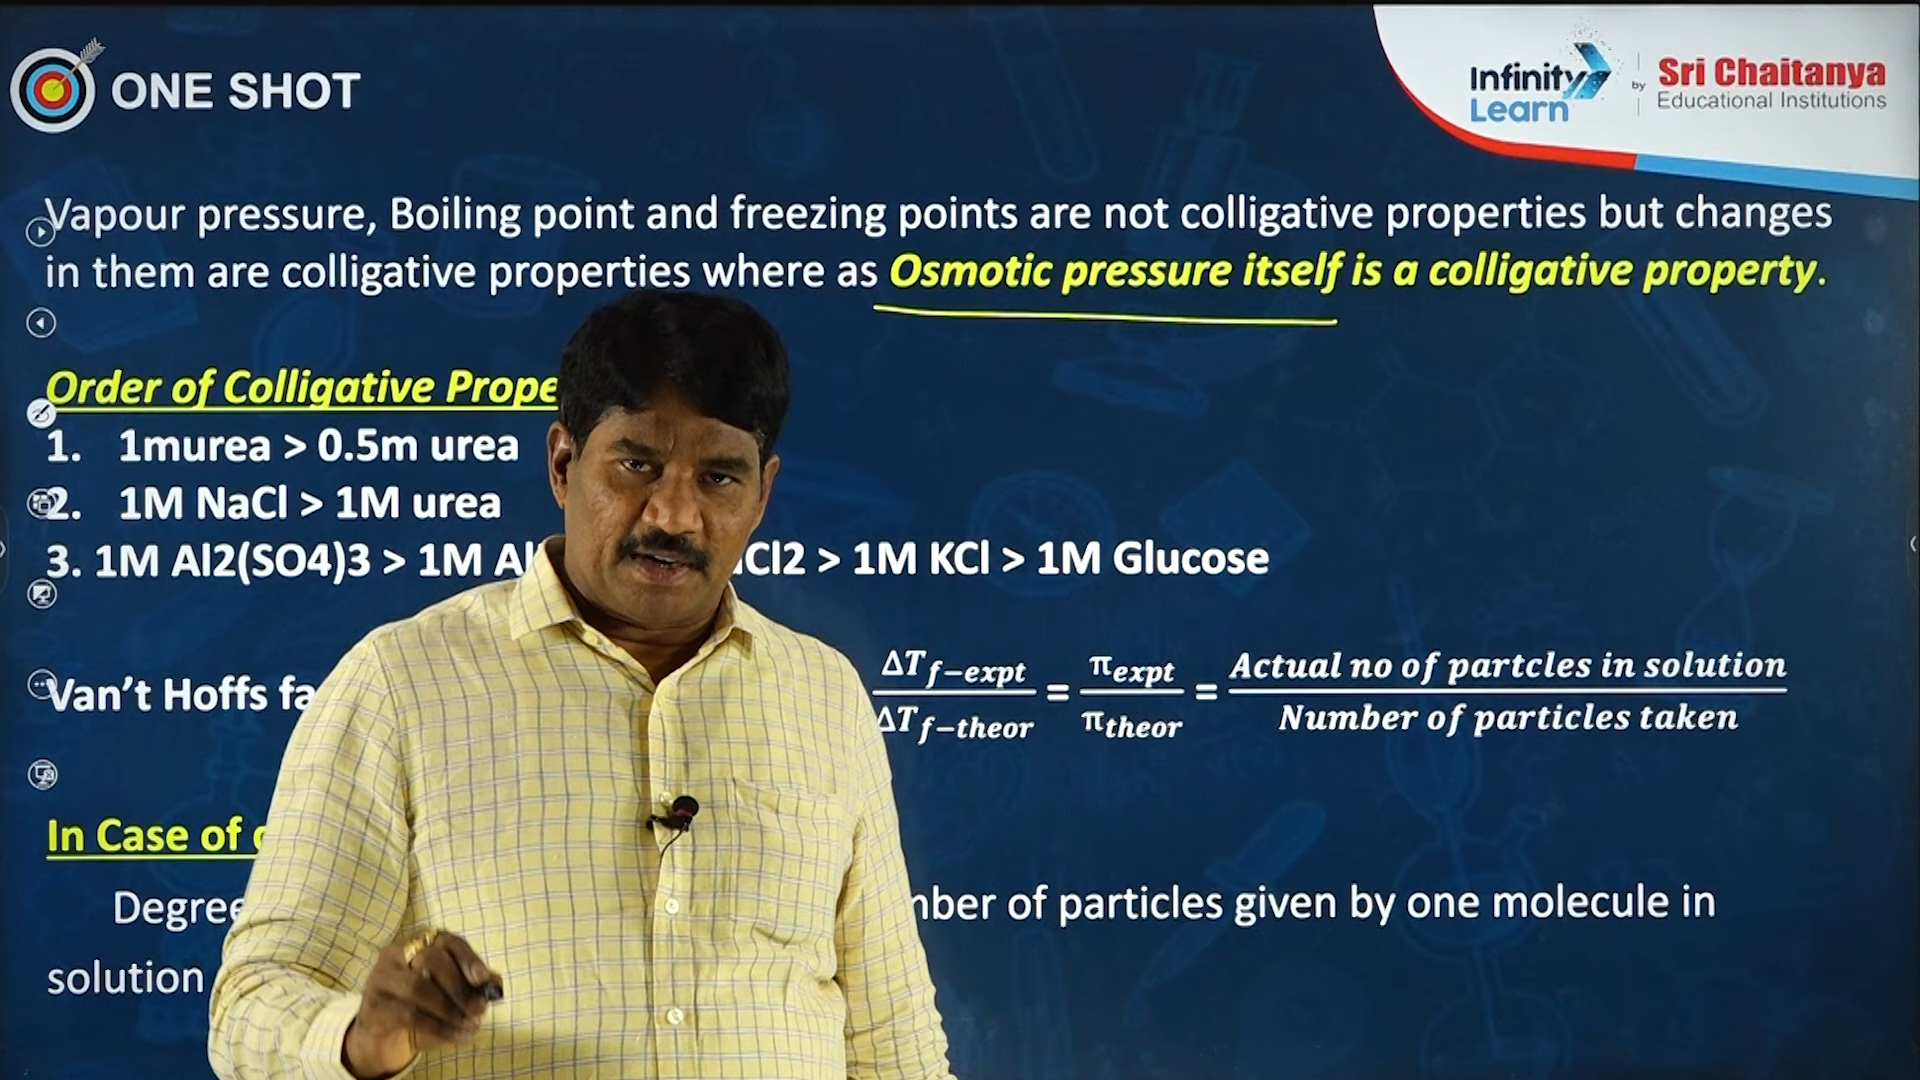 ONE SHOT
Infinity Learn by Sri Chaitanya Educational Institutions
Vapour pressure, Boiling point and freezing points are not colligative properties but changes
in them are colligative properties where as Osmotic pressure itself is a colligative property.
Order of Colligative Prope
1. 1murea > 0.5m urea
2. 1M NaCl > 1M urea
3. 1M Al2(SO4)3 > 1M Al Cl2 > 1M KCl > 1M Glucose
Van't Hoffs fa ΔTf−expt / ΔTf−theor = πexpt / πtheor = Actual no of partcles in solution / Number of particles taken
In Case of
Degree mber of particles given by one molecule in
solution